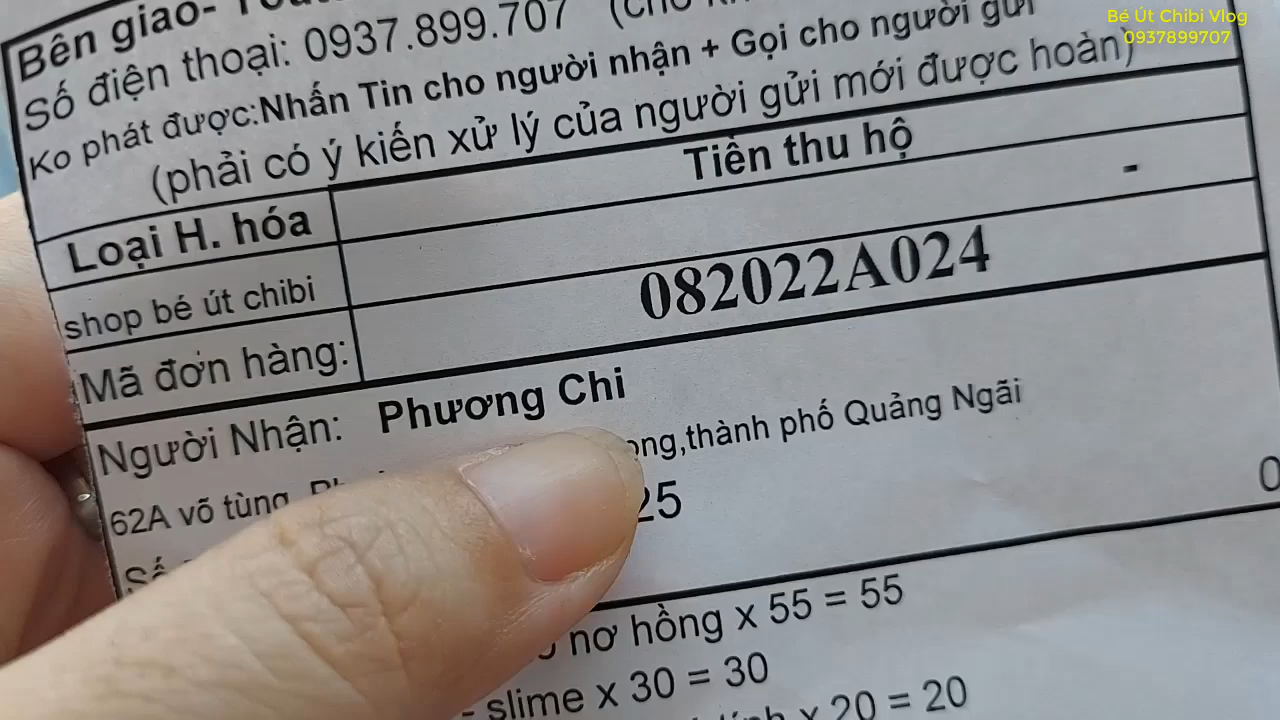 Bé Út Chibi Vlog
0937899707
Bên giao-
Số điện thoại: 0937.899.707
Ko phát được:Nhấn Tin cho người nhận + Gọi cho người gửi
(phải có ý kiến xử lý của người gửi mới được hoàn)
Loại H. hóa Tiền thu hộ
shop bé út chibi -
Mã đơn hàng: 082022A024
Người Nhận: Phương Chi
62A võ tùng ,thành phố Quảng Ngãi
25
nơ hồng x 55 = 55
- slime x 30 = 30
x 20 = 20